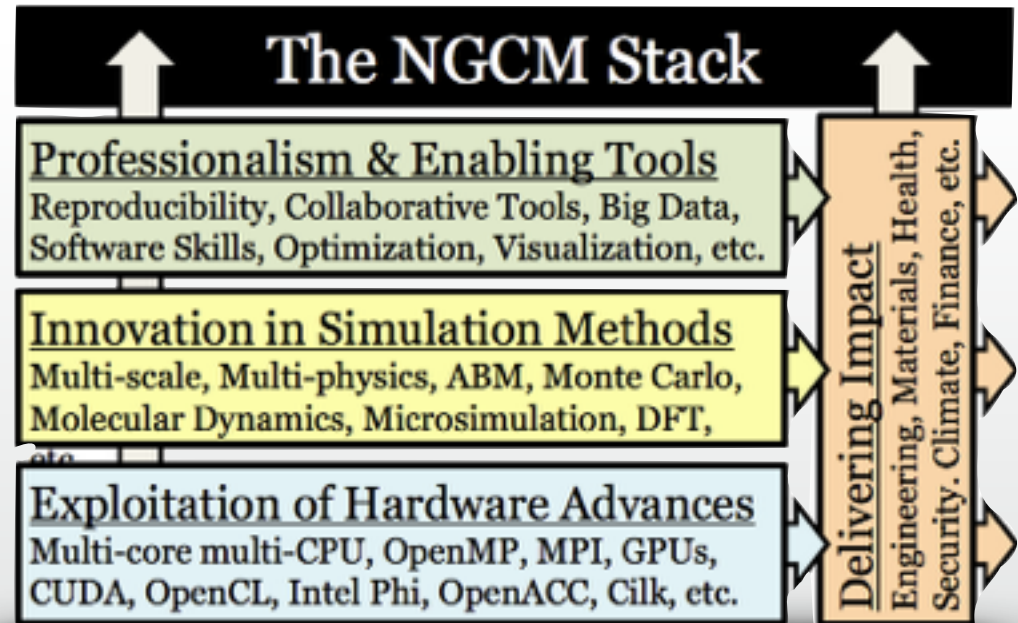 The NGCM Stack
Professionalism & Enabling Tools
Reproducibility, Collaborative Tools, Big Data,
Software Skills, Optimization, Visualization, etc.
Innovation in Simulation Methods
Multi-scale, Multi-physics, ABM, Monte Carlo,
Molecular Dynamics, Microsimulation, DFT,
etc
Exploitation of Hardware Advances
Multi-core multi-CPU, OpenMP, MPI, GPUs,
CUDA, OpenCL, Intel Phi, OpenACC, Cilk, etc.
Delivering Impact
Engineering, Materials, Health,
Security. Climate, Finance, etc.